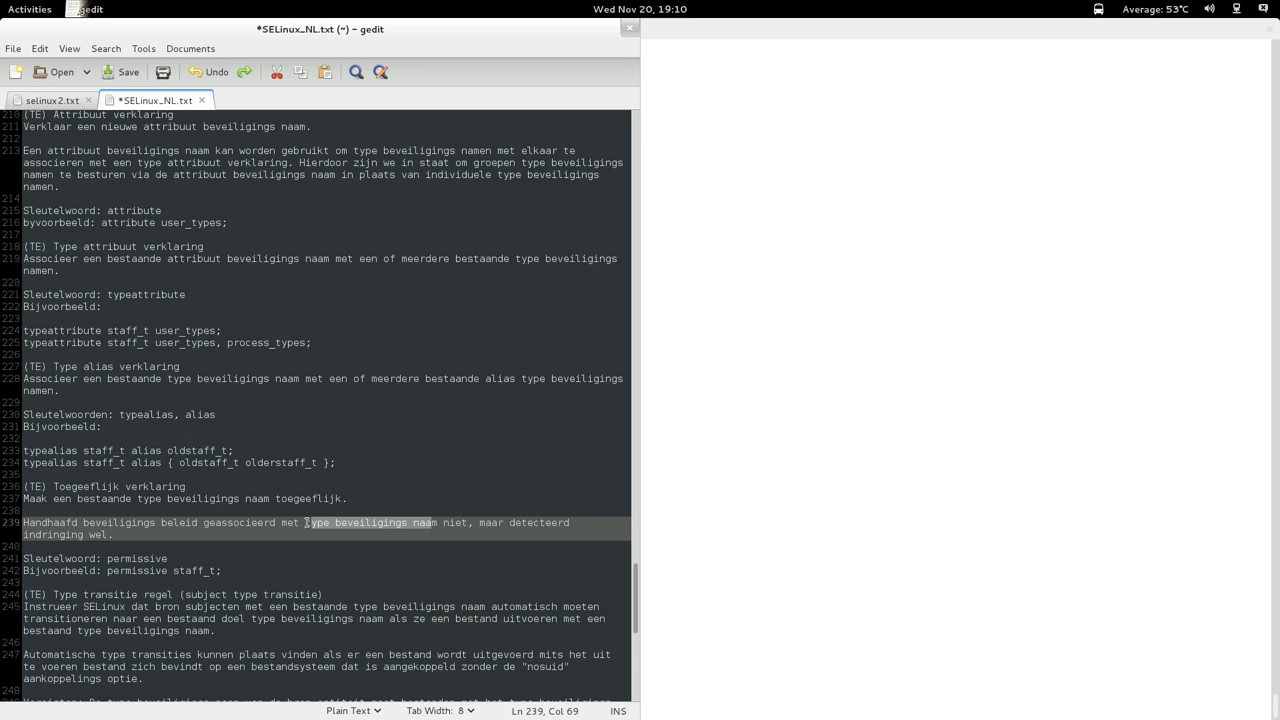 Activities gedit Wed Nov 20, 19:10 Average: 53°C
*SELinux_NL.txt (~) - gedit
File Edit View Search Tools Documents
Open Save Undo
selinux2.txt *SELinux_NL.txt
210 (TE) Attribuut verklaring
211 Verklaar een nieuwe attribuut beveiligings naam.
212
213 Een attribuut beveiligings naam kan worden gebruikt om type beveiligings namen met elkaar te
associeren met een type attribuut verklaring. Hierdoor zijn we in staat om groepen type beveiligings
namen te besturen via de attribuut beveiligings naam in plaats van individuele type beveiligings
namen.
214
215 Sleutelwoord: attribute
216 byvoorbeeld: attribute user_types;
217
218 (TE) Type attribuut verklaring
219 Associeer een bestaande attribuut beveiligings naam met een of meerdere bestaande type beveiligings
namen.
220
221 Sleutelwoord: typeattribute
222 Bijvoorbeeld:
223
224 typeattribute staff_t user_types;
225 typeattribute staff_t user_types, process_types;
226
227 (TE) Type alias verklaring
228 Associeer een bestaande type beveiligings naam met een of meerdere bestaande alias type beveiligings
namen.
229
230 Sleutelwoorden: typealias, alias
231 Bijvoorbeeld:
232
233 typealias staff_t alias oldstaff_t;
234 typealias staff_t alias { oldstaff_t olderstaff_t };
235
236 (TE) Toegeeflijk verklaring
237 Maak een bestaande type beveiligings naam toegeeflijk.
238
239 Handhaafd beveiligings beleid geassocieerd met type beveiligings naam niet, maar detecteerd
indringing wel.
240
241 Sleutelwoord: permissive
242 Bijvoorbeeld: permissive staff_t;
243
244 (TE) Type transitie regel (subject type transitie)
245 Instrueer SELinux dat bron subjecten met een bestaande type beveiligings naam automatisch moeten
transitioneren naar een bestaand doel type beveiligings naam als ze een bestand uitvoeren met een
bestaand type beveiligings naam.
246
247 Automatische type transities kunnen plaats vinden als er een bestand wordt uitgevoerd mits het uit
te voeren bestand zich bevindt op een bestandsysteem dat is aangekoppeld zonder de "nosuid"
aankoppelings optie.
248
Plain Text Tab Width: 8 Ln 239, Col 69 INS